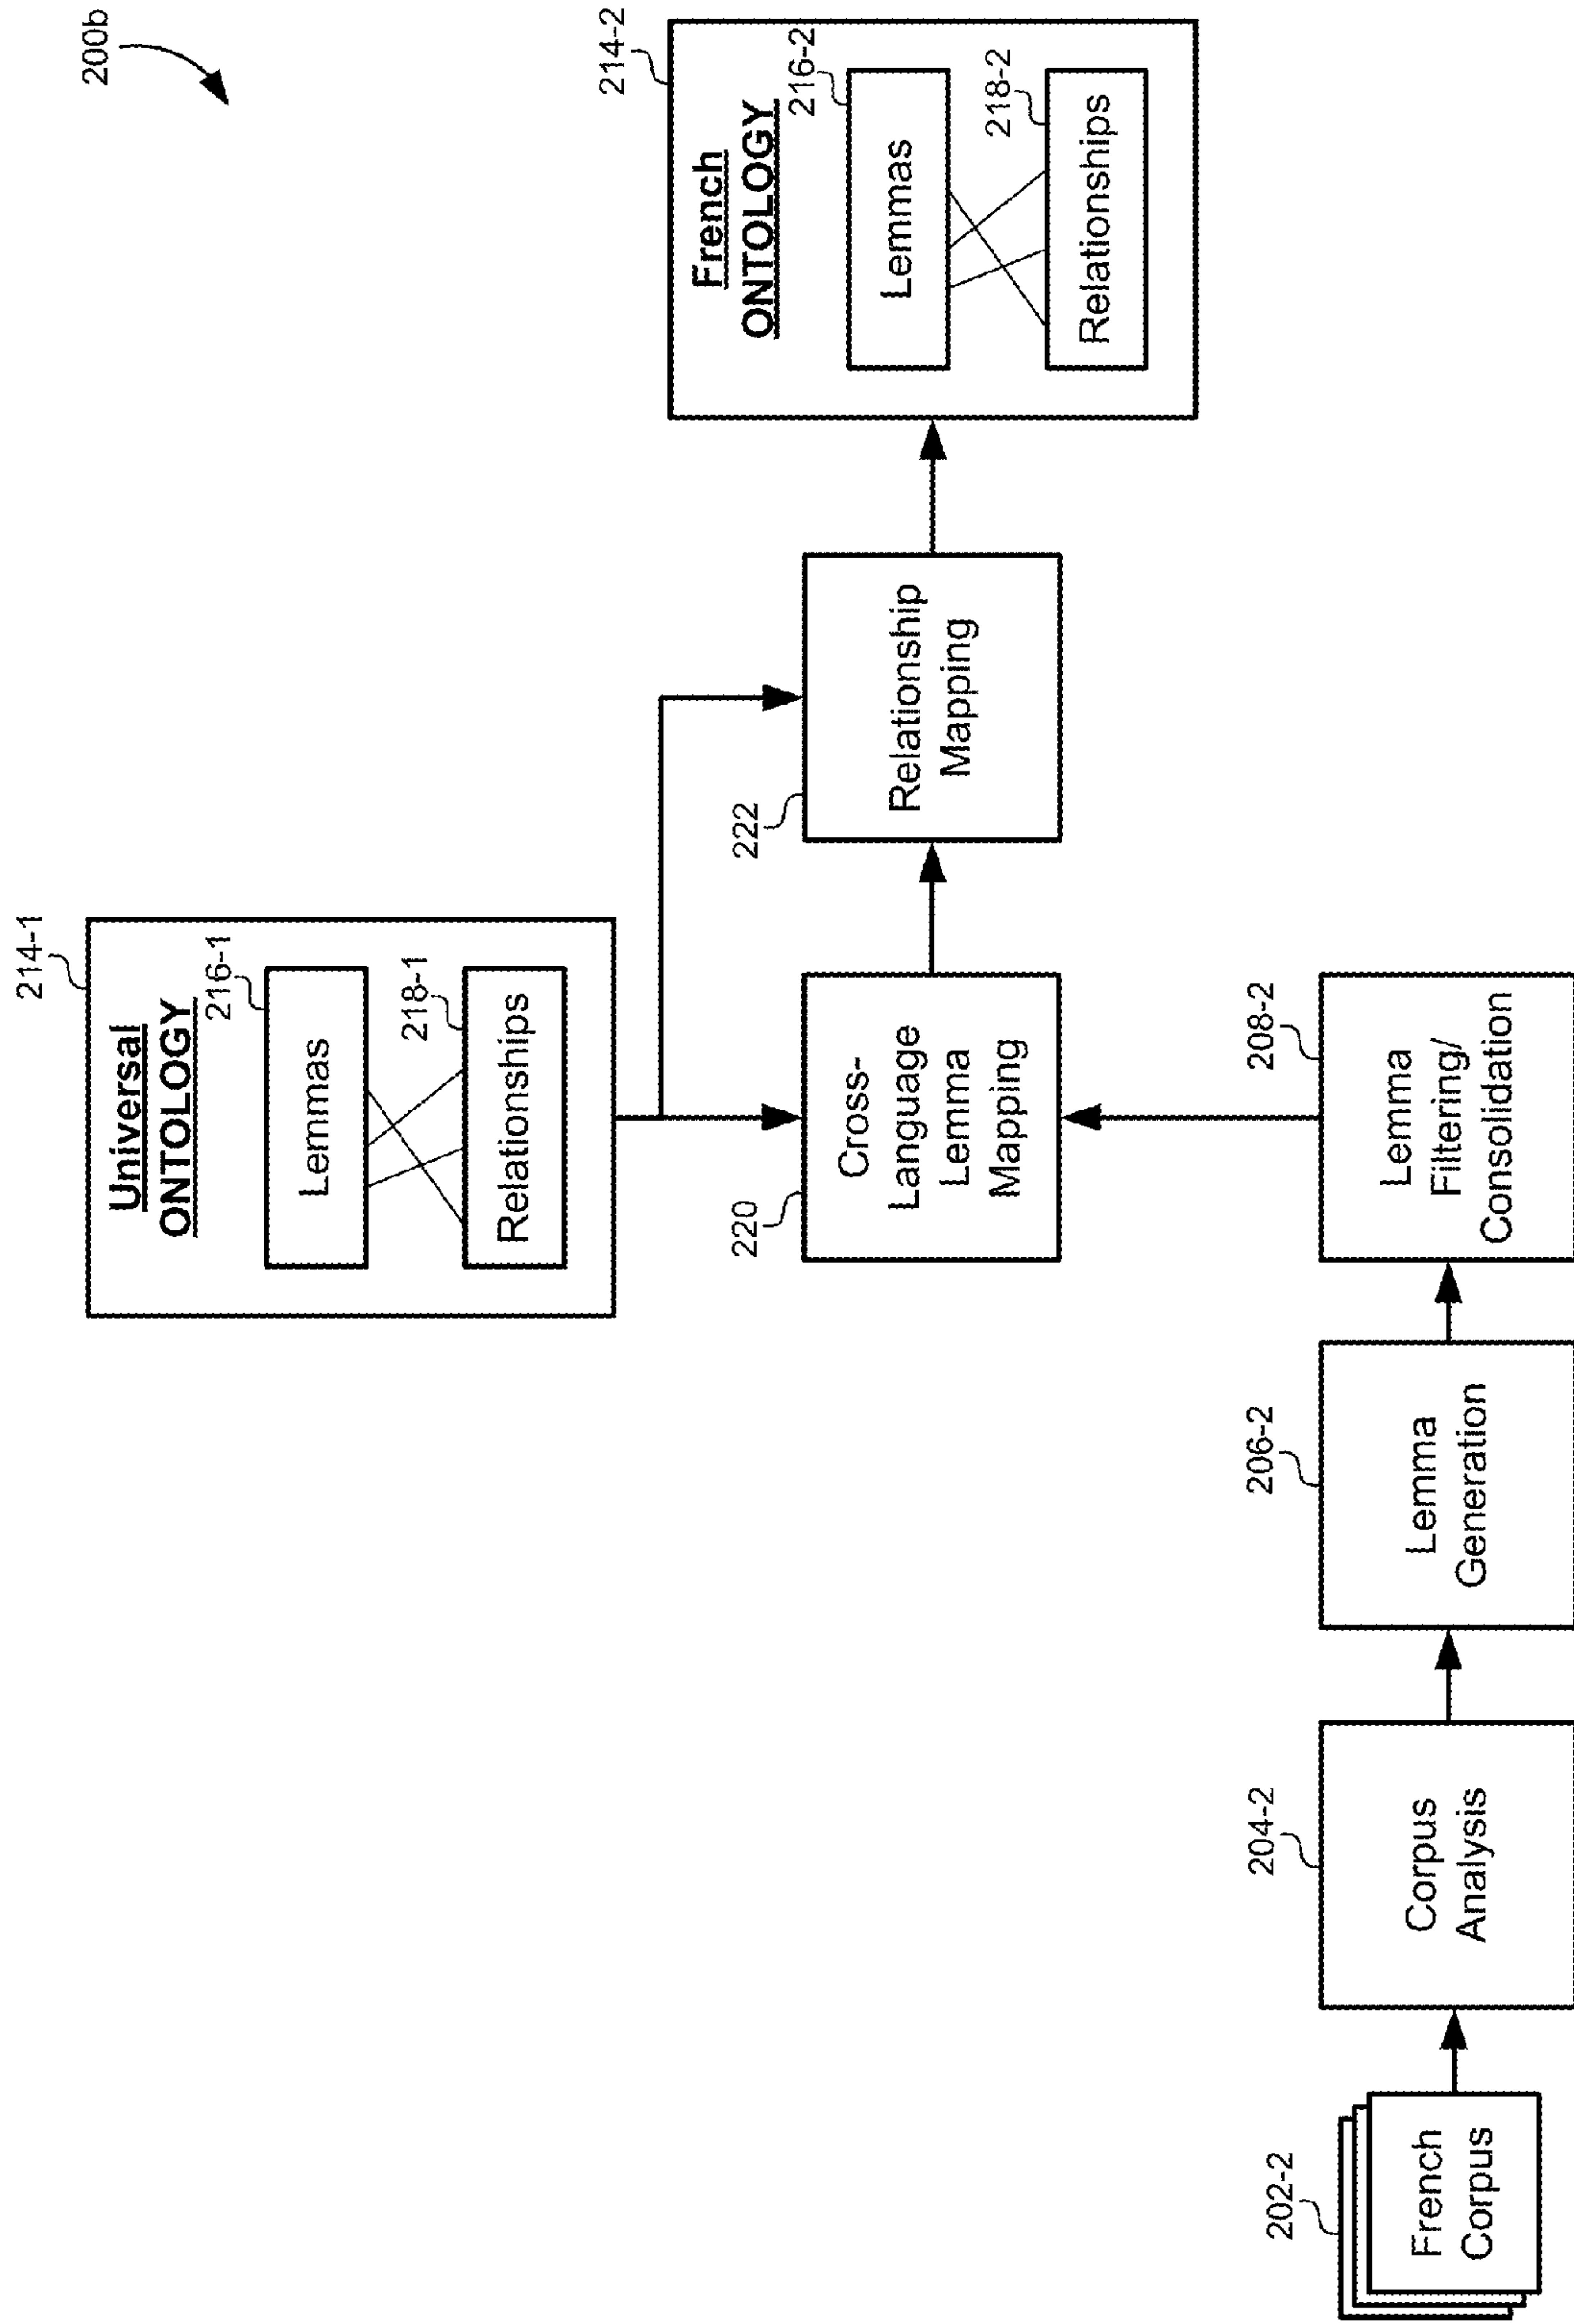 200b
214-1
Universal
ONTOLOGY
216-1
Lemmas
218-1
Relationships
214-2
French
ONTOLOGY
216-2
Lemmas
218-2
Relationships
220
Cross-
Language
Lemma
Mapping
222
Relationship
Mapping
202-2
French
Corpus
204-2
Corpus
Analysis
206-2
Lemma
Generation
208-2
Lemma
Filtering/
Consolidation